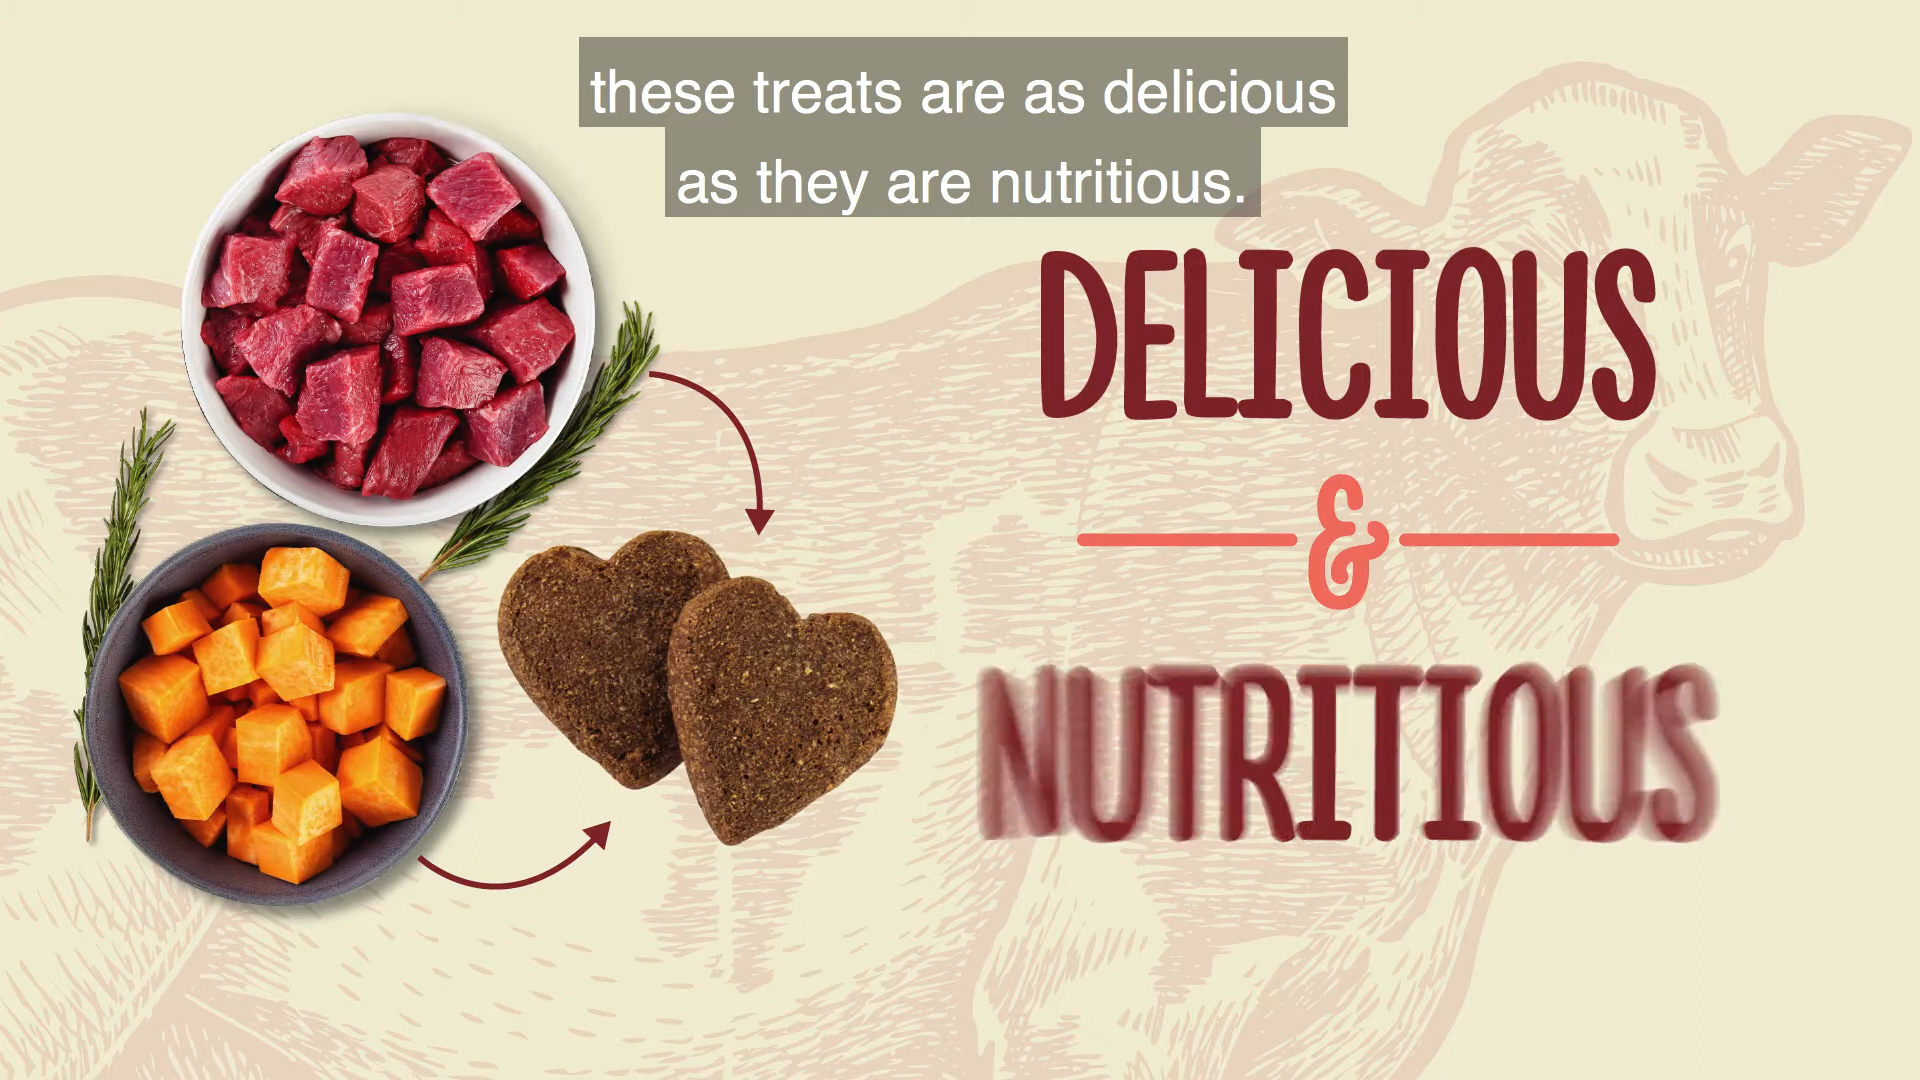 these treats are as delicious
as they are nutritious.
DELICIOUS
&
NUTRITIOUS